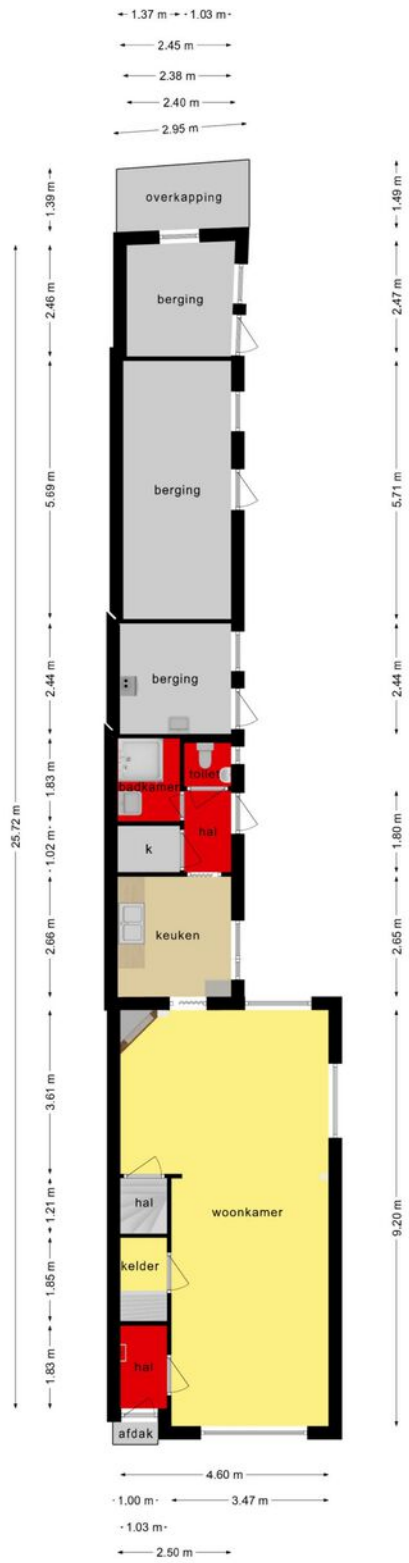 1.37 m 1.03 m
2.45 m
2.38 m
2.40 m
2.95 m
1.39 m
overkapping
1.49 m
2.46 m
berging
2.47 m
5.69 m
berging
5.71 m
2.44 m
berging
2.44 m
25.72 m
1.83 m
badkamer
toilet
hal
1.80 m
1.02 m
k
2.66 m
keuken
2.65 m
3.61 m
1.21 m
hal
woonkamer
9.20 m
1.85 m
kelder
1.83 m
hal
afdak
4.60 m
1.00 m 3.47 m
1.03 m
2.50 m